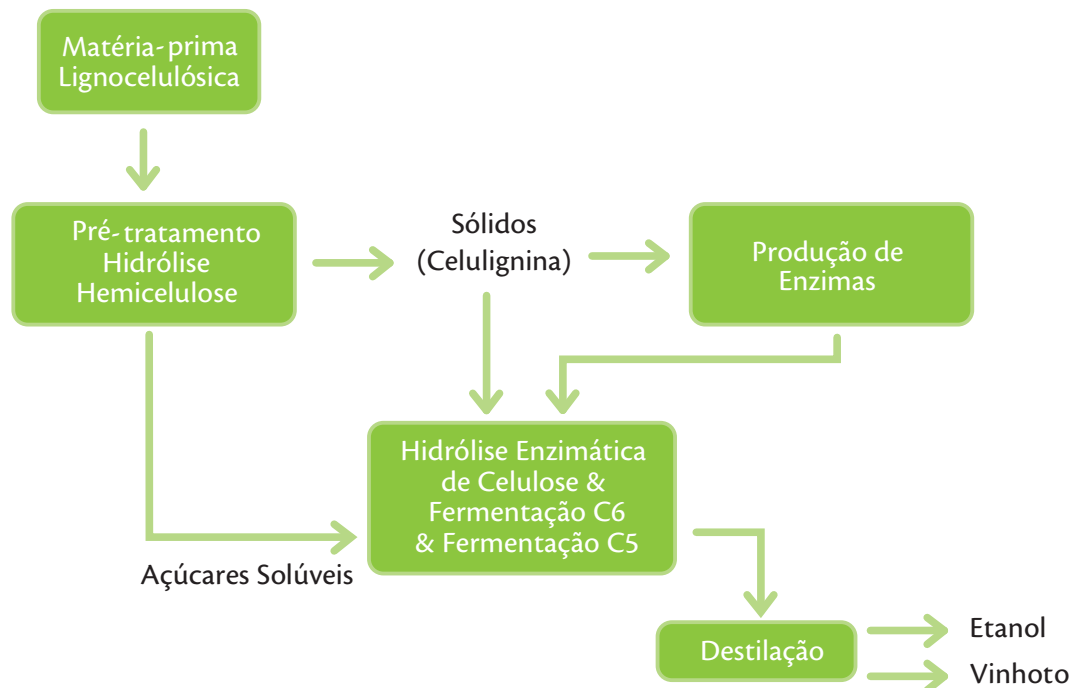 Matéria-prima
Lignocelulósica
Pré-tratamento
Hidrólise
Hemicelulose
Sólidos
(Celulignina)
Produção de
Enzimas
Hidrólise Enzimática
de Celulose &
Fermentação C6
& Fermentação C5
Açúcares Solúveis
Destilação
Etanol
Vinhoto